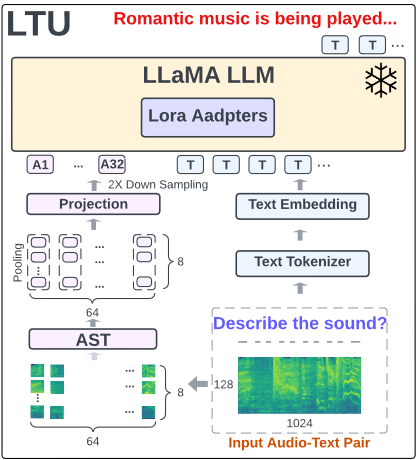 LTU
Romantic music is being played...
T T ...
LLaMA LLM
Lora Aadpters
A1 ... A32 T T T T ...
2X Down Sampling
Projection
Text Embedding
Pooling
...
...
...
8
Text Tokenizer
64
AST
Describe the sound?
...
...
...
8
128
64
1024
Input Audio-Text Pair